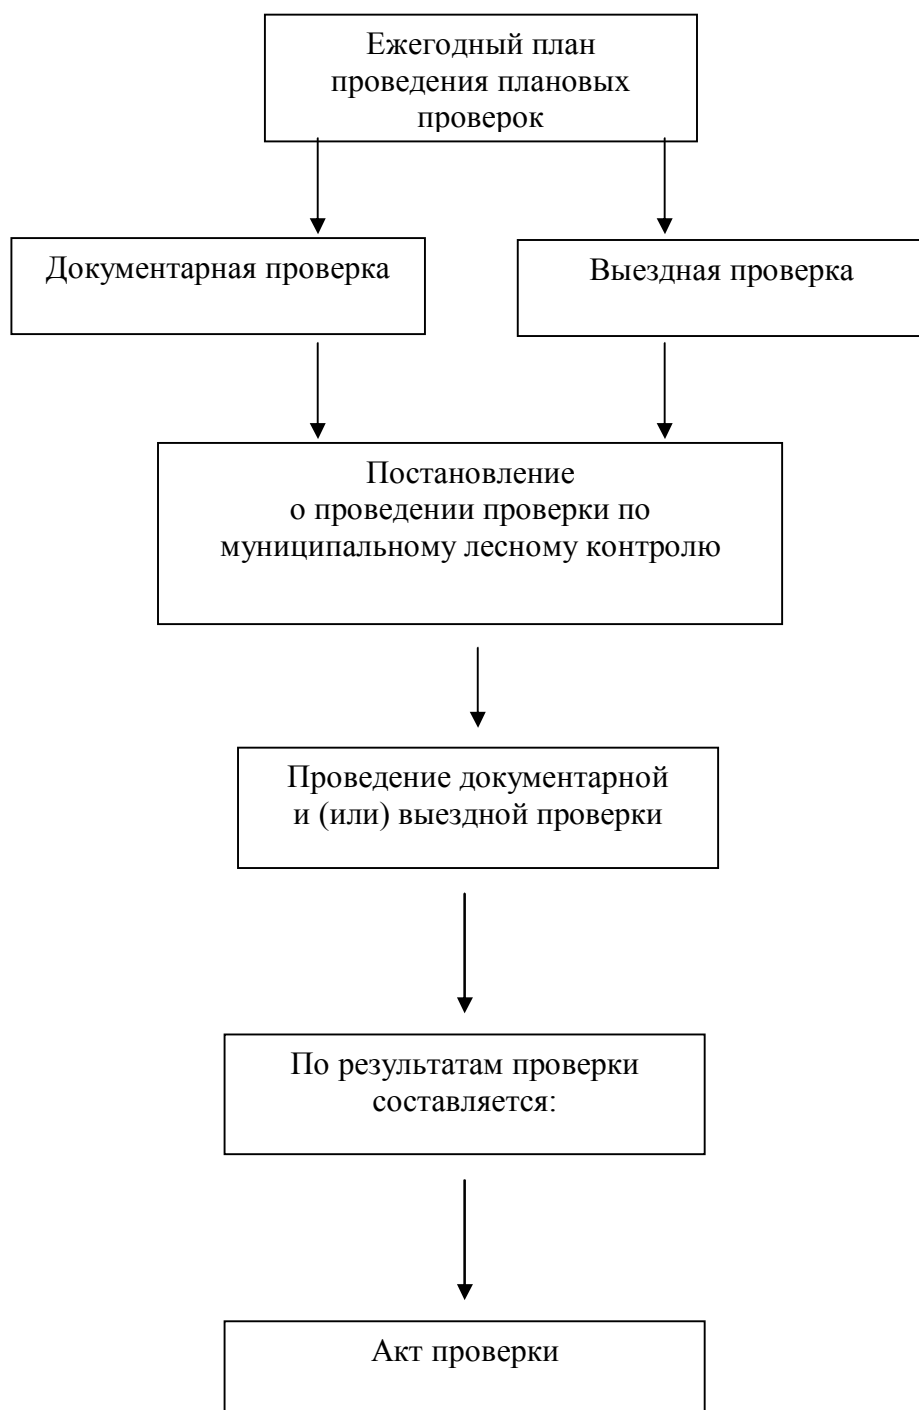 Ежегодный план
проведения плановых
проверок
Документарная проверка
Выездная проверка
Постановление
о проведении проверки по
муниципальному лесному контролю
Проведение документарной
и (или) выездной проверки
По результатам проверки
составляется:
Акт проверки